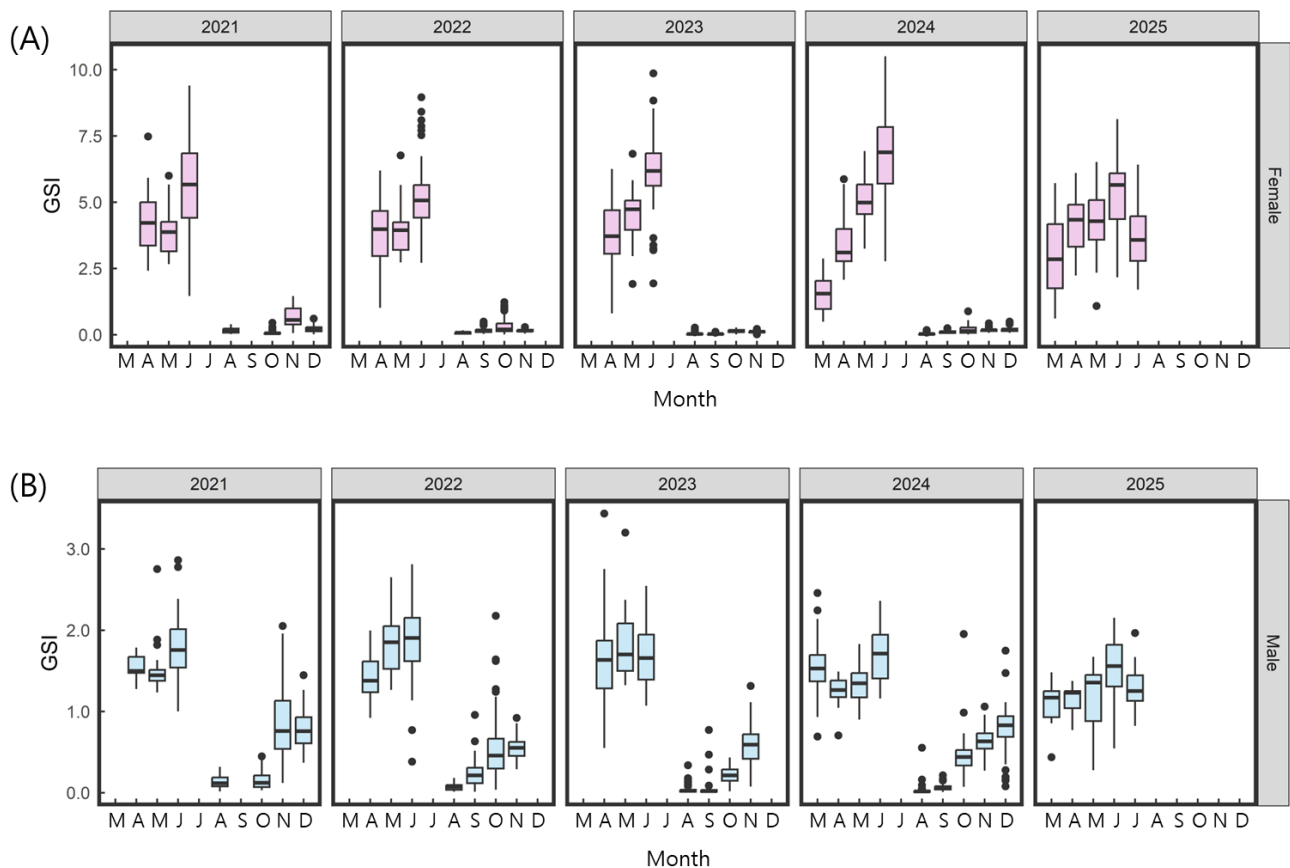 (A)
2021 2022 2023 2024 2025
GSI
10.0
7.5
5.0
2.5
0.0
Female
M A M J J A S O N D M A M J J A S O N D M A M J J A S O N D M A M J J A S O N D M A M J J A S O N D
Month
(B)
2021 2022 2023 2024 2025
GSI
3.0
2.0
1.0
0.0
Male
M A M J J A S O N D M A M J J A S O N D M A M J J A S O N D M A M J J A S O N D M A M J J A S O N D
Month